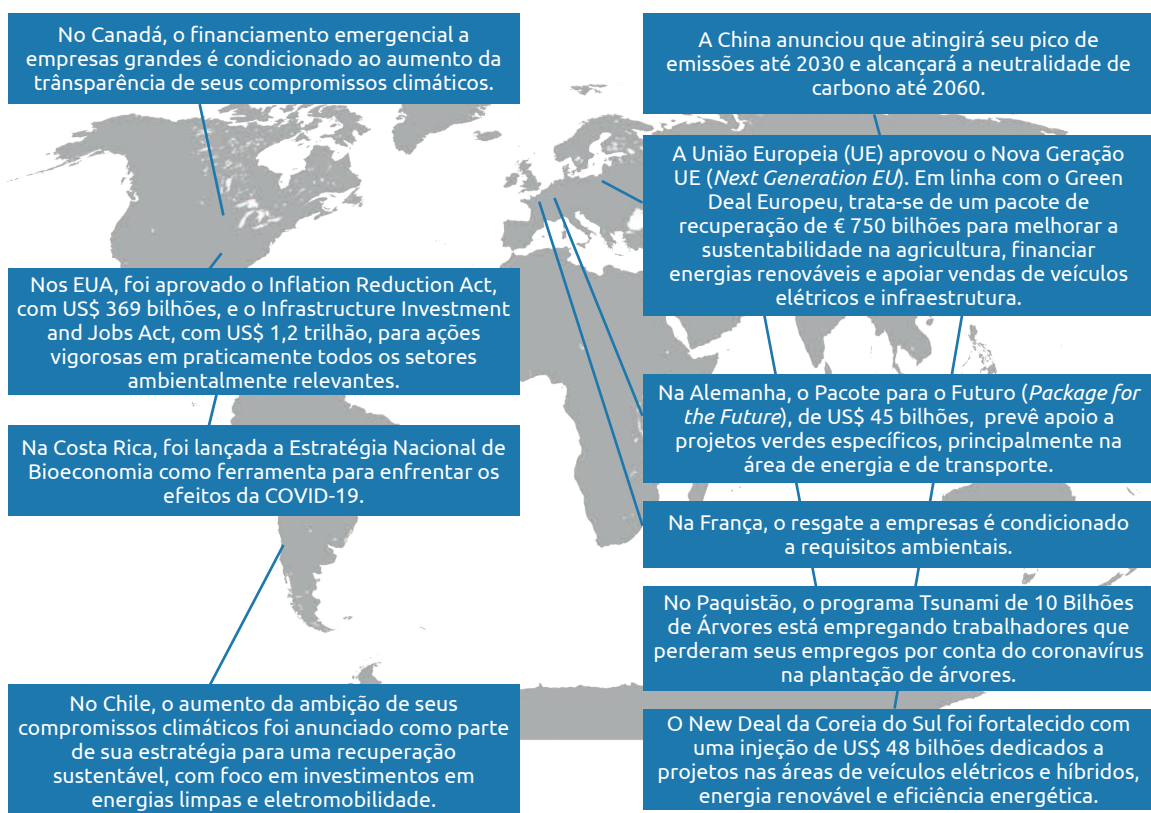 No Canadá, o financiamento emergencial a
empresas grandes é condicionado ao aumento da
trânsparência de seus compromissos climáticos.
Nos EUA, foi aprovado o Inflation Reduction Act,
com US$ 369 bilhões, e o Infrastructure Investment
and Jobs Act, com US$ 1,2 trilhão, para ações
vigorosas em praticamente todos os setores
ambientalmente relevantes.
Na Costa Rica, foi lançada a Estratégia Nacional de
Bioeconomia como ferramenta para enfrentar os
efeitos da COVID-19.
No Chile, o aumento da ambição de seus
compromissos climáticos foi anunciado como parte
de sua estratégia para uma recuperação
sustentável, com foco em investimentos em
energias limpas e eletromobilidade.
A China anunciou que atingirá seu pico de
emissões até 2030 e alcançará a neutralidade de
carbono até 2060.
A União Europeia (UE) aprovou o Nova Geração
UE (Next Generation EU). Em linha com o Green
Deal Europeu, trata-se de um pacote de
recuperação de € 750 bilhões para melhorar a
sustentabilidade na agricultura, financiar
energias renováveis e apoiar vendas de veículos
elétricos e infraestrutura.
Na Alemanha, o Pacote para o Futuro (Package for
the Future), de US$ 45 bilhões, prevê apoio a
projetos verdes específicos, principalmente na
área de energia e de transporte.
Na França, o resgate a empresas é condicionado
a requisitos ambientais.
No Paquistão, o programa Tsunami de 10 Bilhões
de Árvores está empregando trabalhadores que
perderam seus empregos por conta do coronavírus
na plantação de árvores.
O New Deal da Coreia do Sul foi fortalecido com
uma injeção de US$ 48 bilhões dedicados a
projetos nas áreas de veículos elétricos e híbridos,
energia renovável e eficiência energética.